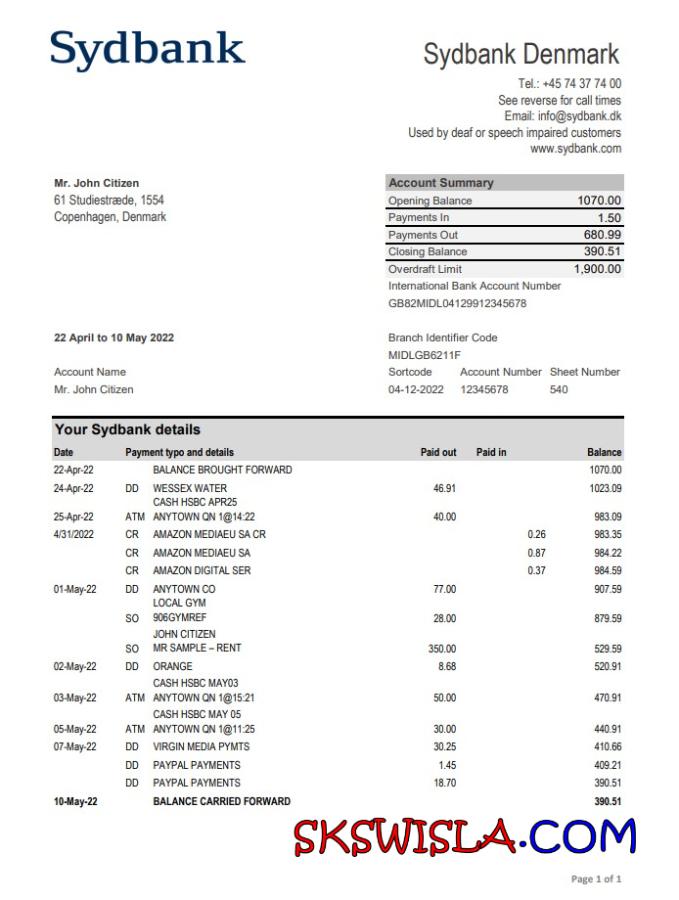 Sydbank
Sydbank Denmark
Tel.: +45 74 37 74 00
See reverse for call times
Email: info@sydbank.dk
Used by deaf or speech impaired customers
www.sydbank.com
Mr. John Citizen
61 Studiestræde, 1554
Copenhagen, Denmark
Account Summary
Opening Balance 1070.00
Payments In 1.50
Payments Out 680.99
Closing Balance 390.51
Overdraft Limit 1,900.00
International Bank Account Number
GB82MIDL04129912345678
22 April to 10 May 2022
Branch Identifier Code
MIDLGB6211F
Account Name
Sortcode Account Number Sheet Number
Mr. John Citizen
04-12-2022 12345678 540
Your Sydbank details
Date Payment typo and details Paid out Paid in Balance
22-Apr-22 BALANCE BROUGHT FORWARD 1070.00
24-Apr-22 DD WESSEX WATER 46.91 1023.09
CASH HSBC APR25
25-Apr-22 ATM ANYTOWN QN 1@14:22 40.00 983.09
4/31/2022 CR AMAZON MEDIAEU SA CR 0.26 983.35
CR AMAZON MEDIAEU SA 0.87 984.22
CR AMAZON DIGITAL SER 0.37 984.59
01-May-22 DD ANYTOWN CO 77.00 907.59
LOCAL GYM
SO 906GYMREF 28.00 879.59
JOHN CITIZEN
SO MR SAMPLE – RENT 350.00 529.59
02-May-22 DD ORANGE 8.68 520.91
CASH HSBC MAY03
03-May-22 ATM ANYTOWN QN 1@15:21 50.00 470.91
CASH HSBC MAY 05
05-May-22 ATM ANYTOWN QN 1@11:25 30.00 440.91
07-May-22 DD VIRGIN MEDIA PYMTS 30.25 410.66
DD PAYPAL PAYMENTS 1.45 409.21
DD PAYPAL PAYMENTS 18.70 390.51
10-May-22 BALANCE CARRIED FORWARD 390.51
SKSWISLA.COM
Page 1 of 1